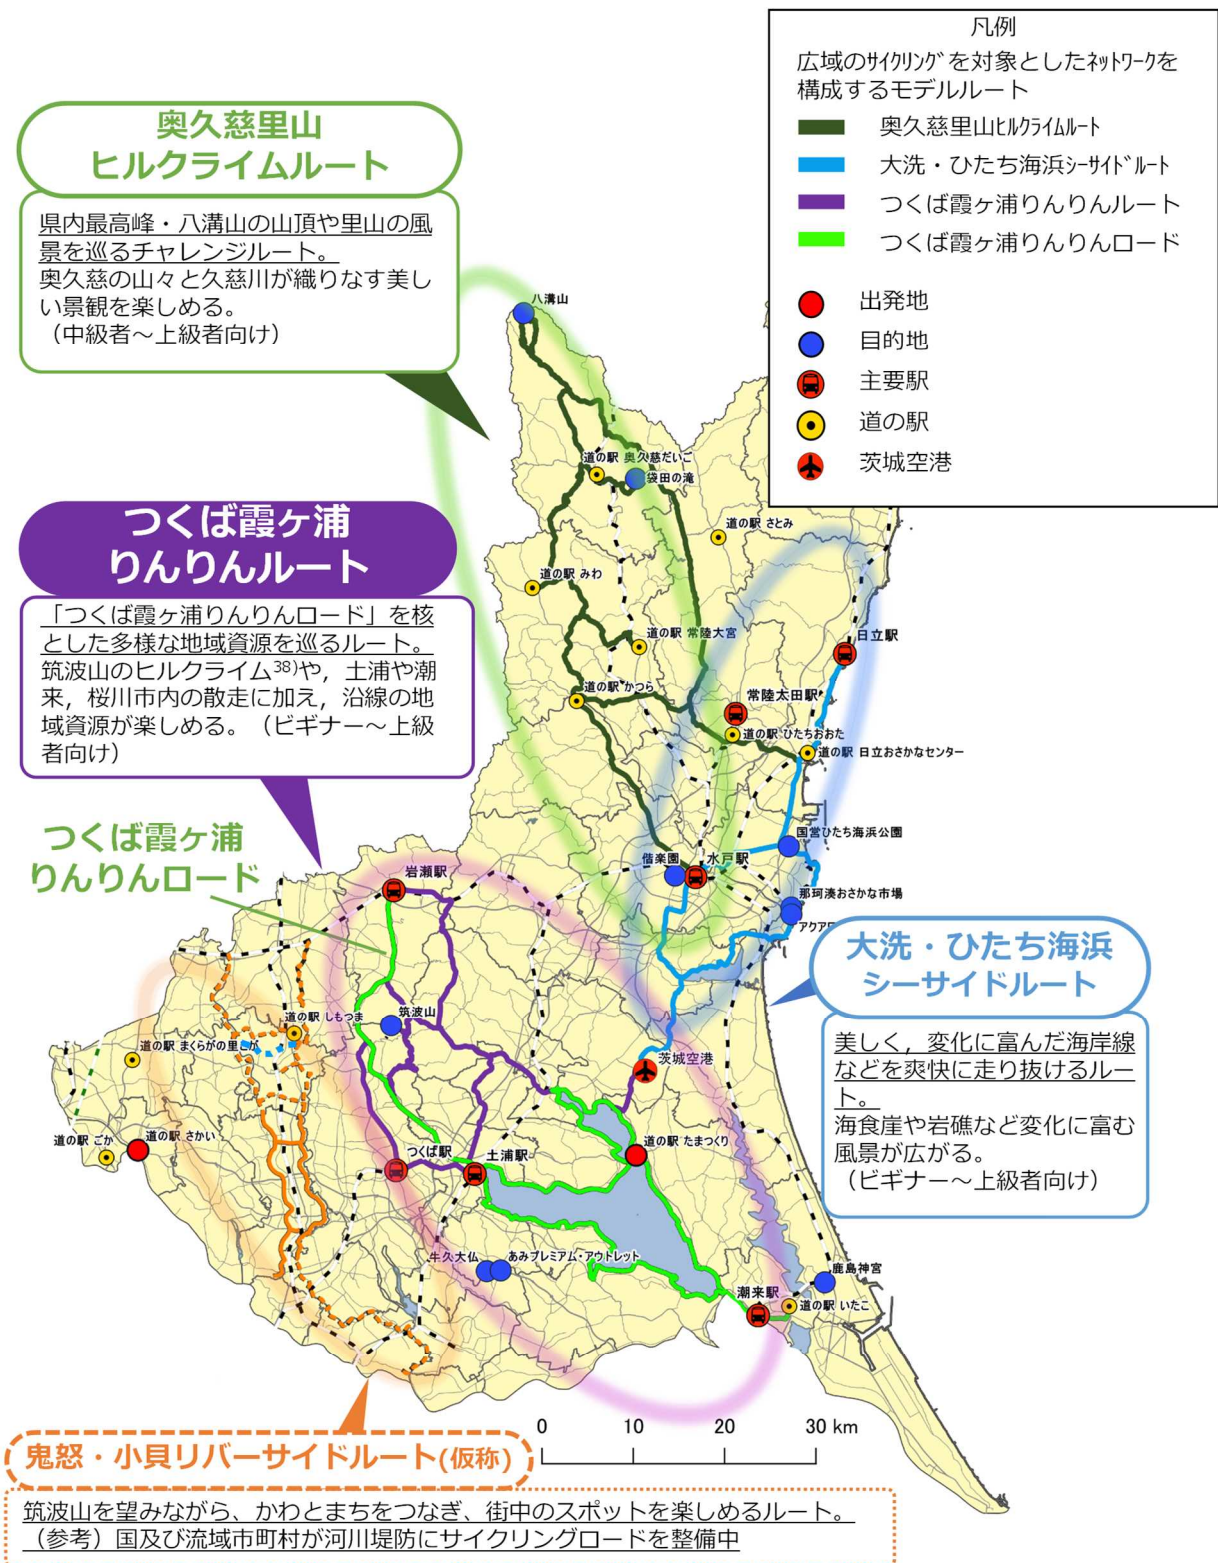 凡例
広域のｻｲｸﾘﾝｸﾞを対象としたﾈｯﾄﾜｰｸを
構成するモデルルート
奥久慈里山ﾋﾙｸﾗｲﾑﾙｰﾄ
大洗・ひたち海浜ｼｰｻｲﾄﾞﾙｰﾄ
つくば霞ヶ浦りんりんルート
つくば霞ヶ浦りんりんロード
出発地
目的地
主要駅
道の駅
茨城空港
奥久慈里山
ヒルクライムルート
県内最高峰・八溝山の山頂や里山の風
景を巡るチャレンジルート。
奥久慈の山々と久慈川が織りなす美し
い景観を楽しめる。
（中級者～上級者向け）
つくば霞ヶ浦
りんりんルート
「つくば霞ヶ浦りんりんロード」を核
とした多様な地域資源を巡るルート。
筑波山のヒルクライム38)や，土浦や潮
来，桜川市内の散走に加え，沿線の地
域資源が楽しめる。（ビギナー～上級
者向け）
つくば霞ヶ浦
りんりんロード
八溝山
道の駅 奥久慈だいご
袋田の滝
道の駅 さとみ
道の駅 みわ
道の駅 常陸大宮
日立駅
道の駅 かつら
常陸太田駅
道の駅 ひたちおおた
道の駅 日立おさかなセンター
国営ひたち海浜公園
偕楽園
水戸駅
岩瀬駅
那珂湊おさかな市場
アクア
大洗・ひたち海浜
シーサイドルート
美しく，変化に富んだ海岸線
などを爽快に走り抜けるルー
ト。
海食崖や岩礁など変化に富む
風景が広がる。
（ビギナー～上級者向け）
筑波山
道の駅 しもつま
道の駅 まくらがの里こが
茨城空港
道の駅 ごか
道の駅 さかい
つくば駅
土浦駅
道の駅 たまつくり
牛久大仏
あみプレミアム・アウトレット
鹿島神宮
潮来駅
道の駅 いたこ
0 10 20 30 km
鬼怒・小貝リバーサイドルート(仮称)
筑波山を望みながら、かわとまちをつなぎ、街中のスポットを楽しめるルート。
（参考）国及び流域市町村が河川堤防にサイクリングロードを整備中